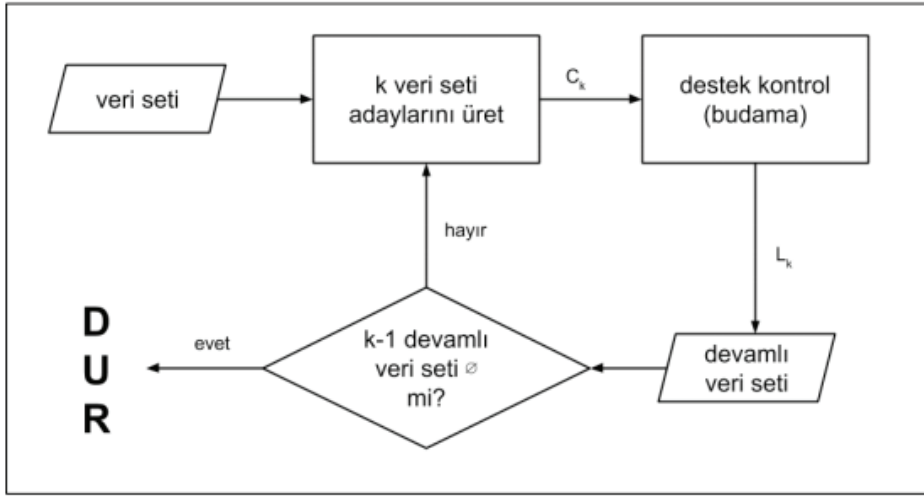 veri seti
k veri seti
adaylarını üret
C_k
destek kontrol
(budama)
hayır
L_k
D
U
R
evet
k-1 devamlı
veri seti ∅
mi?
devamlı
veri seti